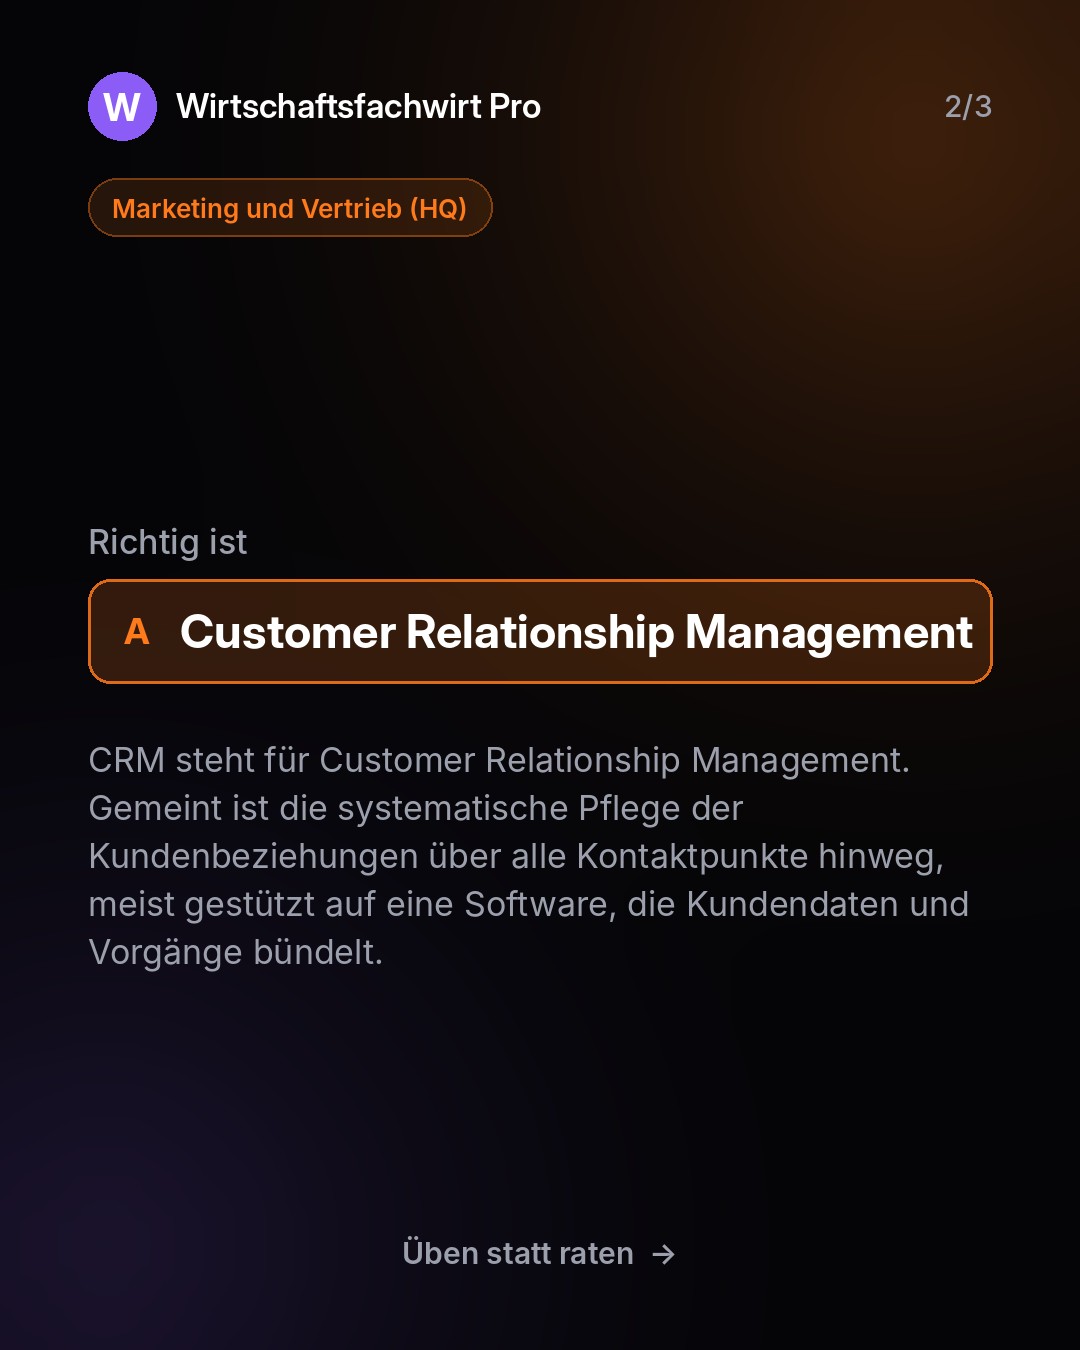 W Wirtschaftsfachwirt Pro 2/3
Marketing und Vertrieb (HQ)
Richtig ist
A Customer Relationship Management
CRM steht für Customer Relationship Management.
Gemeint ist die systematische Pflege der
Kundenbeziehungen über alle Kontaktpunkte hinweg,
meist gestützt auf eine Software, die Kundendaten und
Vorgänge bündelt.
Üben statt raten →